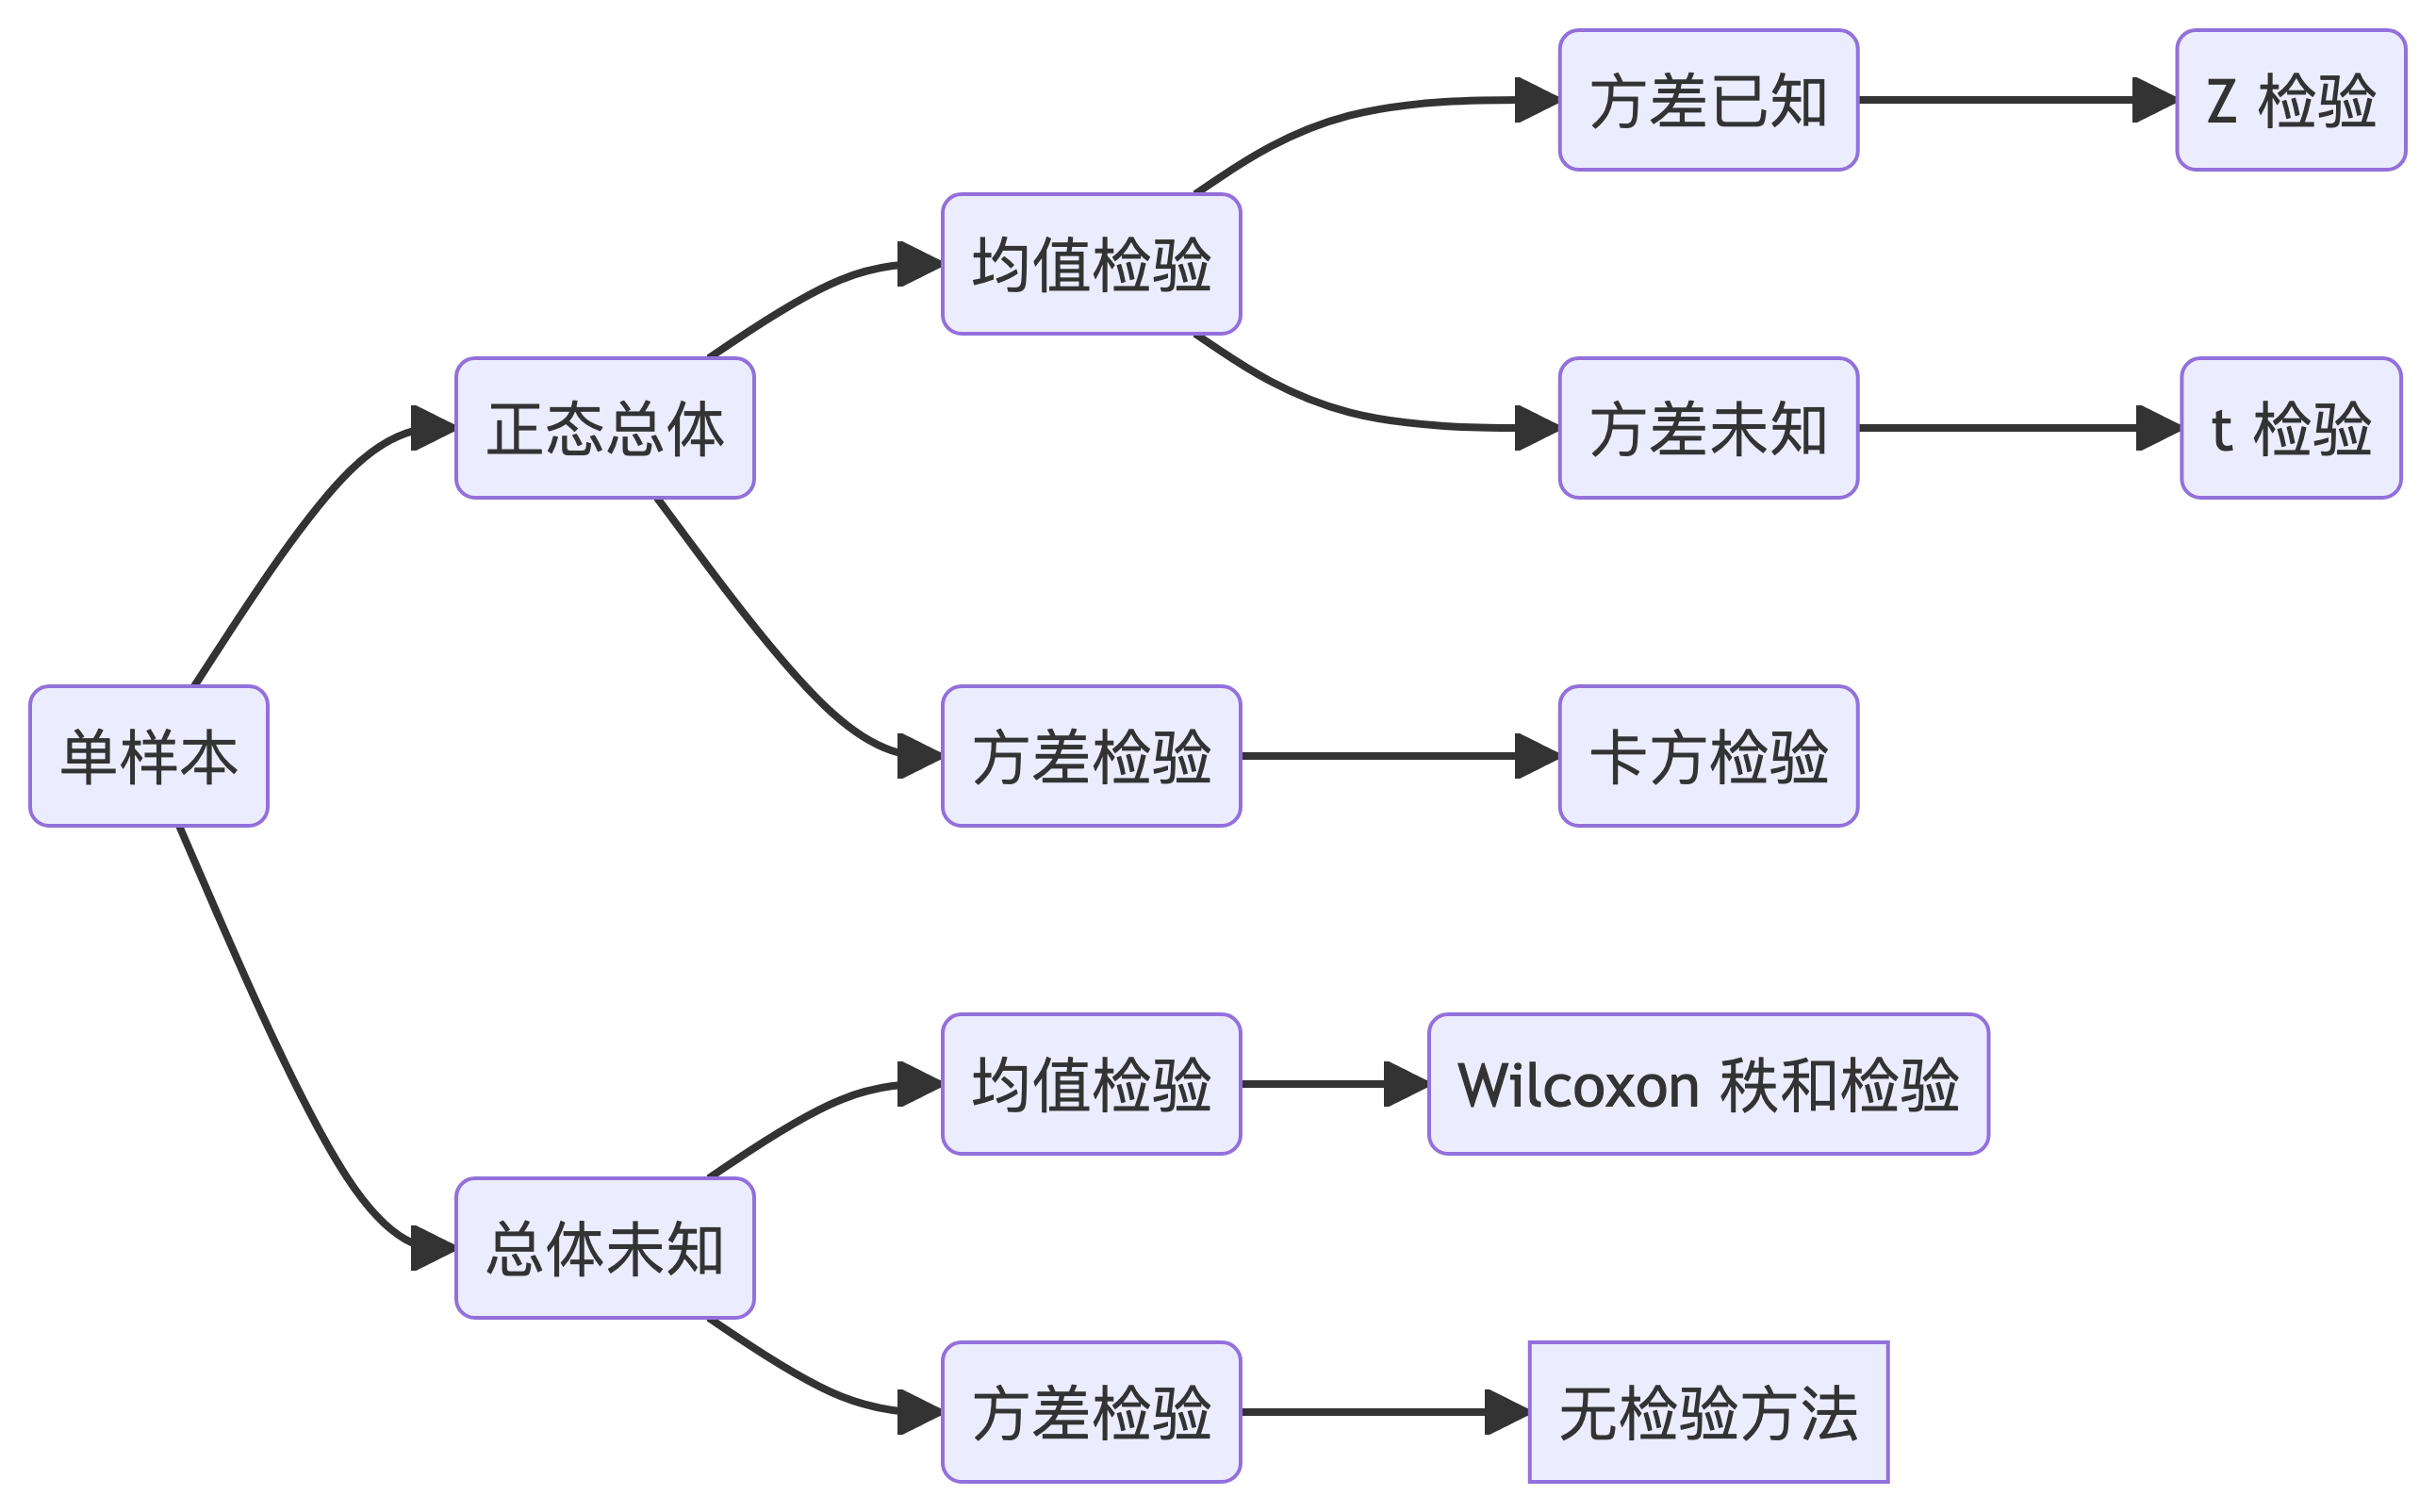 方差已知
Z 检验
均值检验
正态总体
方差未知
t 检验
单样本
方差检验
卡方检验
均值检验
Wilcoxon 秩和检验
总体未知
方差检验
无检验方法